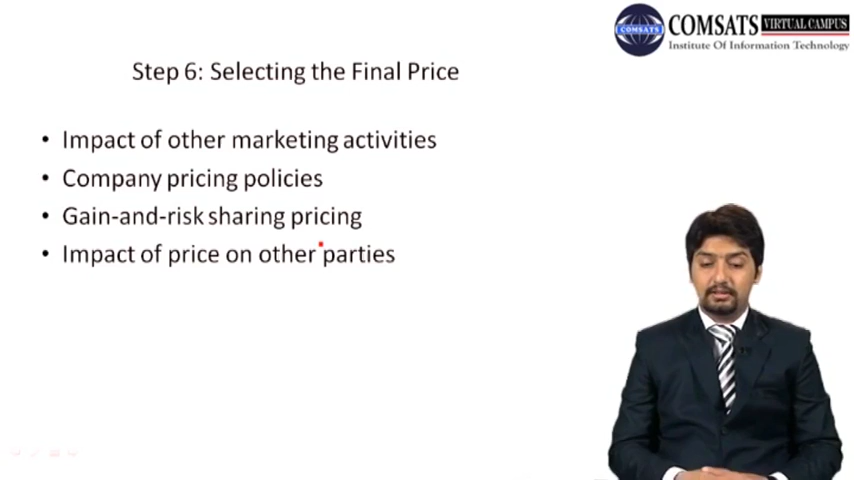 COMSATS VIRTUAL CAMPUS
Institute Of Information Technology
COMSATS
Step 6: Selecting the Final Price
• Impact of other marketing activities
• Company pricing policies
• Gain-and-risk sharing pricing
• Impact of price on other parties